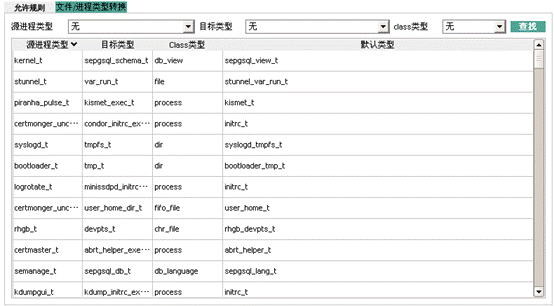 允许规则 文件/进程类型转换
源进程类型 无 目标类型 无 class类型 无 查找
源进程类型 目标类型 Class类型 默认类型
kernel_t sepgsql_schema_t db_view sepgsql_view_t
stunnel_t var_run_t file stunnel_var_run_t
piranha_pulse_t kismet_exec_t process kismet_t
certmonger_unc··· condor_initrc_ex··· process initrc_t
syslogd_t tmpfs_t dir syslogd_tmpfs_t
bootloader_t tmp_t dir bootloader_tmp_t
logrotate_t minissdpd_initrc··· process initrc_t
certmonger_unc··· user_home_dir_t fifo_file user_home_t
rhgb_t devpts_t chr_file rhgb_devpts_t
certmaster_t abrt_helper_exe··· process abrt_helper_t
semanage_t sepgsql_db_t db_language sepgsql_lang_t
kdumpgui_t kdump_initrc_ex··· process initrc_t